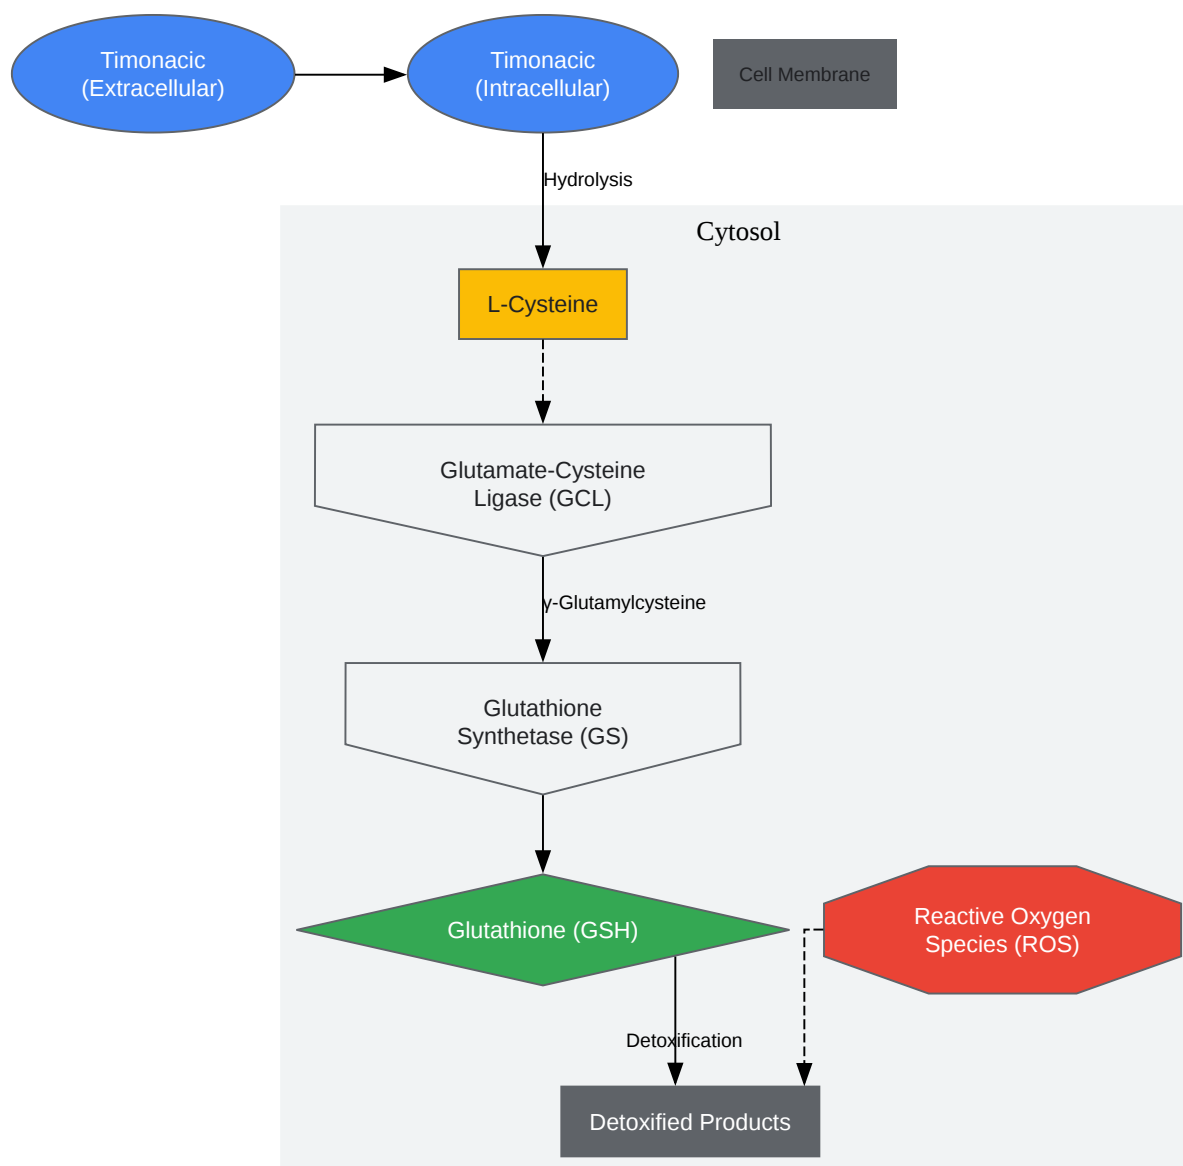 Timonacic
(Extracellular)
Timonacic
(Intracellular)
Cell Membrane
Hydrolysis
Cytosol
L-Cysteine
Glutamate-Cysteine
Ligase (GCL)
γ-Glutamylcysteine
Glutathione
Synthetase (GS)
Glutathione (GSH)
Reactive Oxygen
Species (ROS)
Detoxification
Detoxified Products